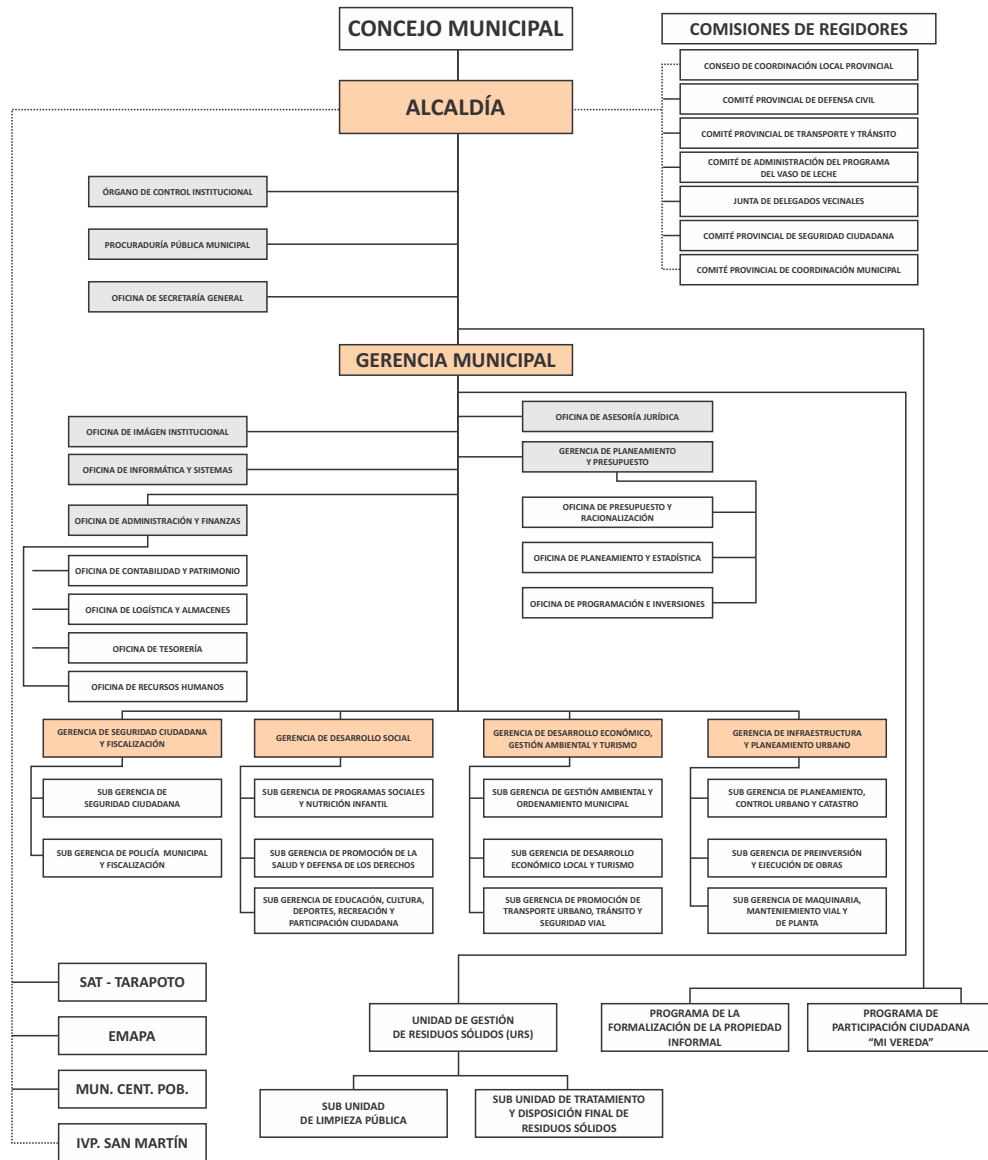 CONCEJO MUNICIPAL
COMISIONES DE REGIDORES
ALCALDÍA
CONSEJO DE COORDINACIÓN LOCAL PROVINCIAL
COMITÉ PROVINCIAL DE DEFENSA CIVIL
COMITÉ PROVINCIAL DE TRANSPORTE Y TRÁNSITO
COMITÉ DE ADMINISTRACIÓN DEL PROGRAMA
DEL VASO DE LECHE
JUNTA DE DELEGADOS VECINALES
COMITÉ PROVINCIAL DE SEGURIDAD CIUDADANA
COMITÉ PROVINCIAL DE COORDINACIÓN MUNICIPAL
ÓRGANO DE CONTROL INSTITUCIONAL
PROCURADURÍA PÚBLICA MUNICIPAL
OFICINA DE SECRETARÍA GENERAL
GERENCIA MUNICIPAL
OFICINA DE IMÁGEN INSTITUCIONAL
OFICINA DE INFORMÁTICA Y SISTEMAS
OFICINA DE ADMINISTRACIÓN Y FINANZAS
OFICINA DE CONTABILIDAD Y PATRIMONIO
OFICINA DE LOGÍSTICA Y ALMACENES
OFICINA DE TESORERÍA
OFICINA DE RECURSOS HUMANOS
OFICINA DE ASESORÍA JURÍDICA
GERENCIA DE PLANEAMIENTO
Y PRESUPUESTO
OFICINA DE PRESUPUESTO Y
RACIONALIZACIÓN
OFICINA DE PLANEAMIENTO Y ESTADÍSTICA
OFICINA DE PROGRAMACIÓN E INVERSIONES
GERENCIA DE SEGURIDAD CIUDADANA
Y FISCALIZACIÓN
SUB GERENCIA DE
SEGURIDAD CIUDADANA
SUB GERENCIA DE POLICÍA MUNICIPAL
Y FISCALIZACIÓN
GERENCIA DE DESARROLLO SOCIAL
SUB GERENCIA DE PROGRAMAS SOCIALES
Y NUTRICIÓN INFANTIL
SUB GERENCIA DE PROMOCIÓN DE LA
SALUD Y DEFENSA DE LOS DERECHOS
SUB GERENCIA DE EDUCACIÓN, CULTURA,
DEPORTES, RECREACIÓN Y
PARTICIPACIÓN CIUDADANA
GERENCIA DE DESARROLLO ECONÓMICO,
GESTIÓN AMBIENTAL Y TURISMO
SUB GERENCIA DE GESTIÓN AMBIENTAL Y
ORDENAMIENTO MUNICIPAL
SUB GERENCIA DE DESARROLLO
ECONÓMICO LOCAL Y TURISMO
SUB GERENCIA DE PROMOCIÓN DE
TRANSPORTE URBANO, TRÁNSITO Y
SEGURIDAD VIAL
GERENCIA DE INFRAESTRUCTURA
Y PLANEAMIENTO URBANO
SUB GERENCIA DE PLANEAMIENTO,
CONTROL URBANO Y CATASTRO
SUB GERENCIA DE PREINVERSIÓN
Y EJECUCIÓN DE OBRAS
SUB GERENCIA DE MAQUINARIA,
MANTENIEMIENTO VIAL Y
DE PLANTA
SAT - TARAPOTO
EMAPA
MUN. CENT. POB.
IVP. SAN MARTÍN
UNIDAD DE GESTIÓN
DE RESIDUOS SÓLIDOS (URS)
SUB UNIDAD
DE LIMPIEZA PÚBLICA
SUB UNIDAD DE TRATAMIENTO
Y DISPOSICIÓN FINAL DE
RESIDUOS SÓLIDOS
PROGRAMA DE LA
FORMALIZACIÓN DE LA PROPIEDAD
INFORMAL
PROGRAMA DE
PARTICIPACIÓN CIUDADANA
“MI VEREDA”